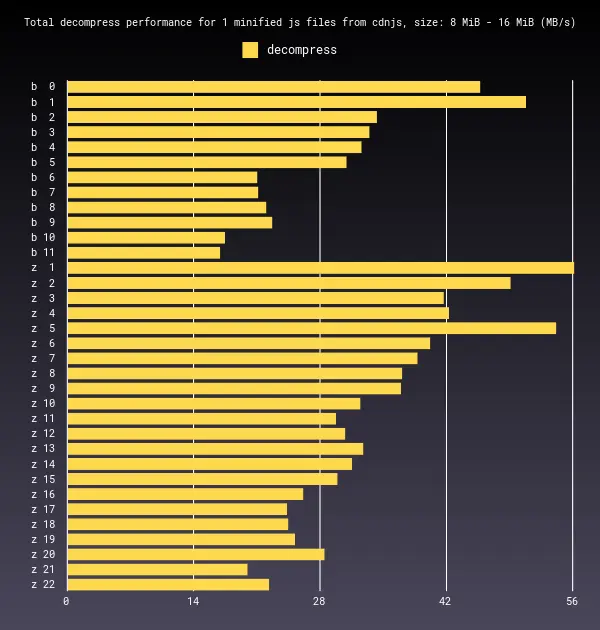 Total decompress performance for 1 minified js files from cdnjs, size: 8 MiB - 16 MiB (MB/s)
decompress
b 0
b 1
b 2
b 3
b 4
b 5
b 6
b 7
b 8
b 9
b 10
b 11
z 1
z 2
z 3
z 4
z 5
z 6
z 7
z 8
z 9
z 10
z 11
z 12
z 13
z 14
z 15
z 16
z 17
z 18
z 19
z 20
z 21
z 22
0 14 28 42 56